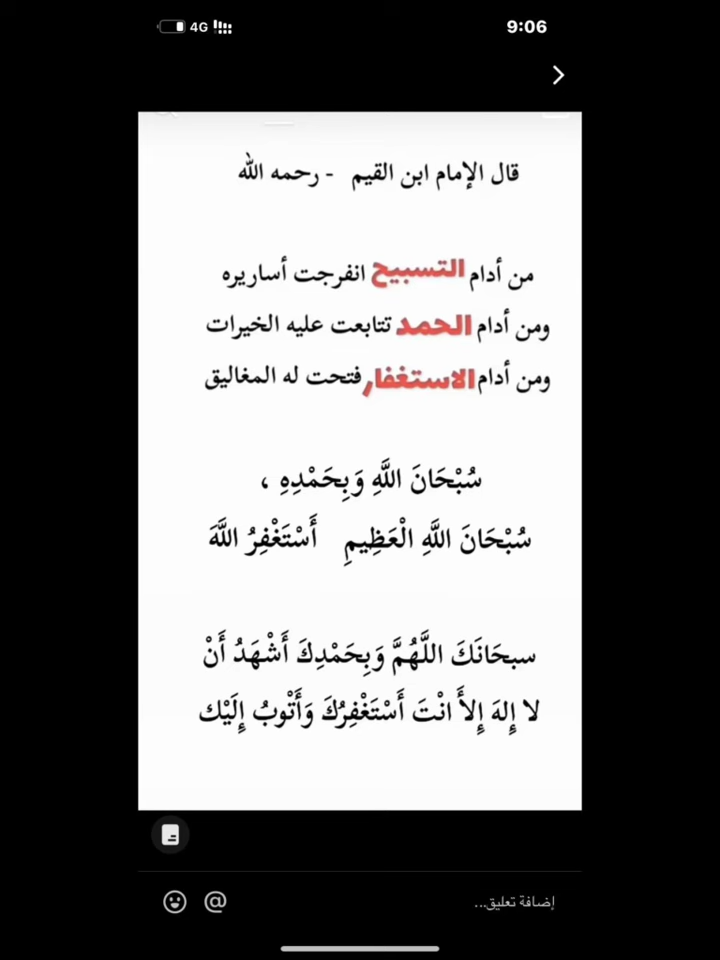 4G 9:06
قال الإمام ابن القيم - رحمه الله
من أدام التسبيح انفرجت أساريره
ومن أدام الحمد تتابعت عليه الخيرات
ومن أدام الاستغفار فتحت له المغاليق
سُبْحَانَ اللَّهِ وَبِحَمْدِهِ ،
سُبْحَانَ اللَّهِ الْعَظِيمِ أَسْتَغْفِرُ اللَّهَ
سبحَانَكَ اللَّهُمَّ وَبِحَمْدِكَ أَشْهَدُ أَنْ
لا إِلهَ إِلأَّ انْتَ أَسْتَغْفِرُكَ وَأَتْوبُ إِلَيْك
إضافة تعليق...